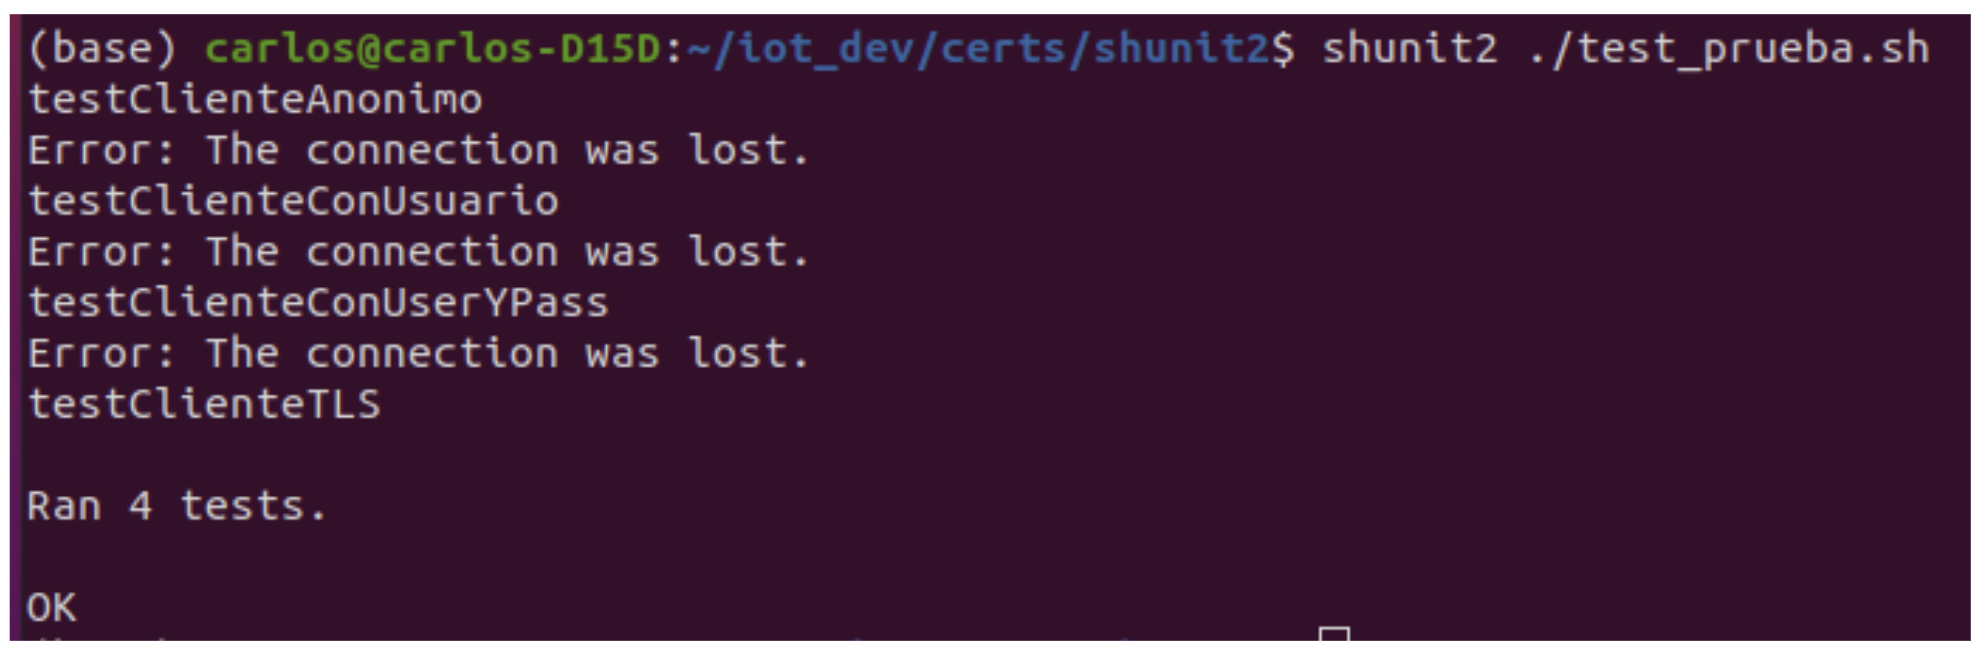 (base) carlos@carlos-D15D:~/iot_dev/certs/shunit2$ shunit2 ./test_prueba.sh
testClienteAnonimo
Error: The connection was lost.
testClienteConUsuario
Error: The connection was lost.
testClienteConUserYPass
Error: The connection was lost.
testClienteTLS
Ran 4 tests.
OK